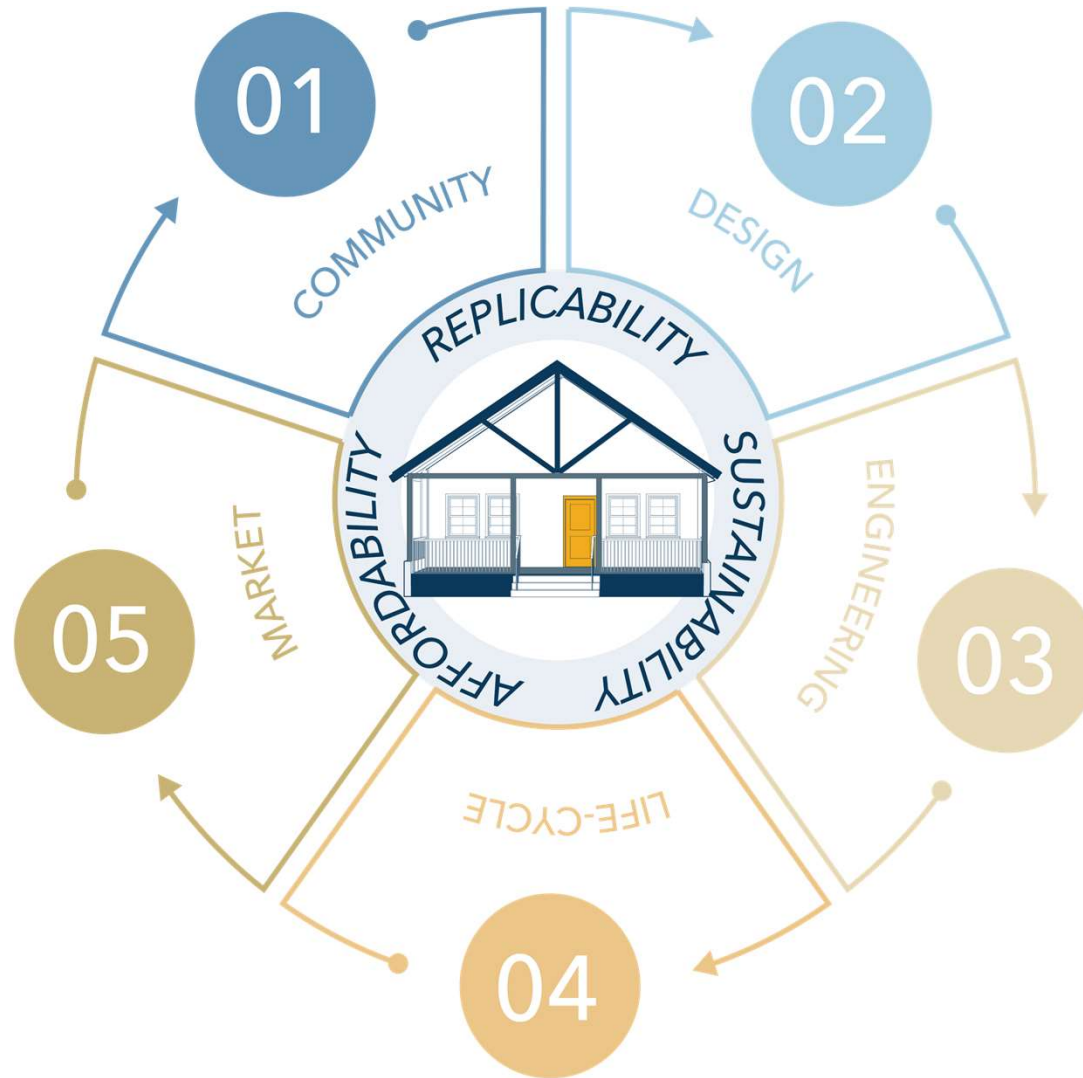 01
COMMUNITY
02
DESIGN
03
ENGINEERING
04
LIFE-CYCLE
05
MARKET
REPLICABILITY
SUSTAINABILITY
AFFORDABILITY